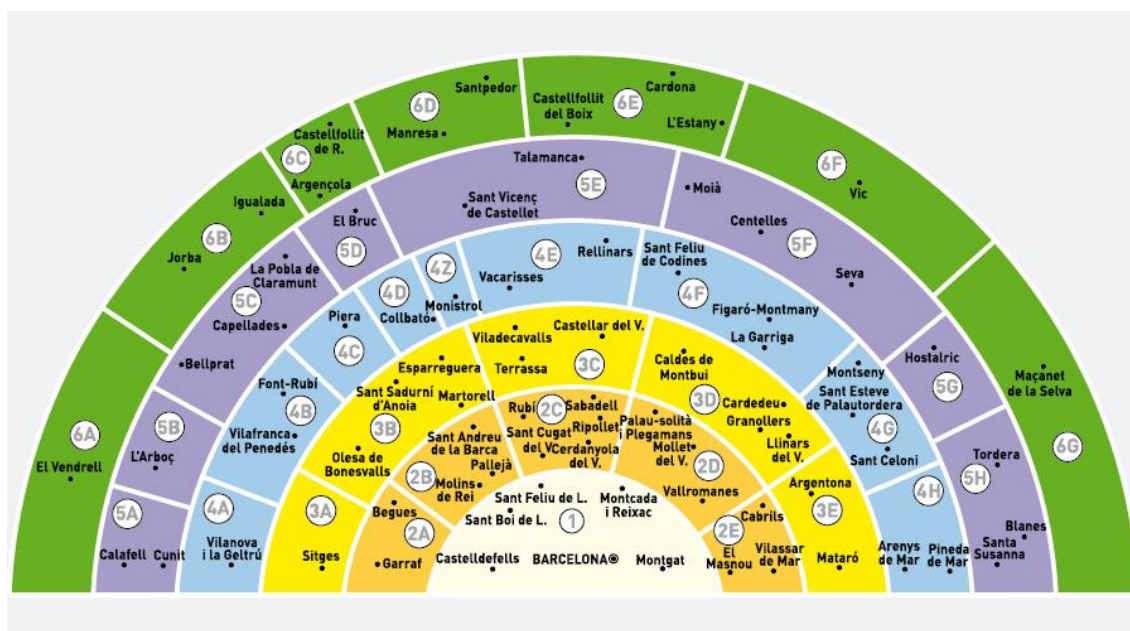 Santpedor
6D
Manresa
Cardona
Castellfollit
del Boix
6E
L'Estany
Castellfollit
de R.
6C
Argençola
6F
Vic
Igualada
6B
Jorba
Talamanca
5E
Sant Vicenç
de Castellet
Moià
Centelles
5F
Seva
El Bruc
5D
La Pobla de
Claramunt
5C
Capellades
Bellprat
4Z
Monistrol
4E
Vacarisses
Rellinars
Sant Feliu
de Codines
4F
Figaró-Montmany
La Garriga
4D
Collbató
Piera
4C
Viladecavalls
Castellar del V.
Terrassa
3C
Caldes de
Montbui
3D
Cardedeu
Granollers
Llinars
del V.
Montseny
Sant Esteve
de Palautordera
4G
Sant Celoni
Hostalric
5G
Maçanet
de la Selva
6G
Font-Rubí
4B
Vilafranca
del Penedés
Esparreguera
Sant Sadurní
d'Anoia
Martorell
3B
Olesa de
Bonesvalls
Rubí
2C
Sabadell
Ripollet
Sant Cugat
del V.
Cerdanyola
del V.
Palau-solità
i Plegamans
Mollet
del V.
2D
Vallromanes
Sant Andreu
de la Barca
Pallejà
2B
Molins
de Rei
6A
El Vendrell
5B
L'Arboç
5A
Calafell
Cunit
4A
Vilanova
i la Geltrú
3A
Sitges
Begues
2A
Garraf
Sant Feliu de L.
Montcada
i Reixac
Sant Boi de L.
1
Castelldefells
BARCELONA
Montgat
Cabrils
2E
El
Masnou
Vilassar
de Mar
Argentona
3E
Mataró
4H
Arenys
de Mar
Pineda
de Mar
Tordera
5H
Blanes
Santa
Susanna